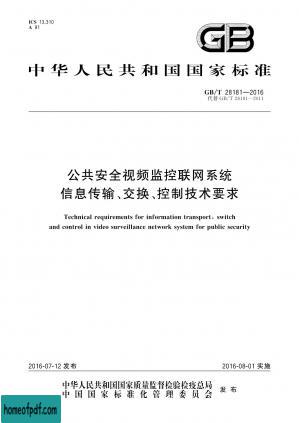 ICS 13.310
A 91
GB
中华人民共和国国家标准
GB/T 28181—2016
代替 GB/T 28181—2011
公共安全视频监控联网系统
信息传输、交换、控制技术要求
Technical requirements for information transport, switch
and control in video surveillance network system for public security
2016-07-12 发布
2016-08-01 实施
中华人民共和国国家质量监督检验检疫总局
中国国家标准化管理委员会
发布
homeofpdf.com